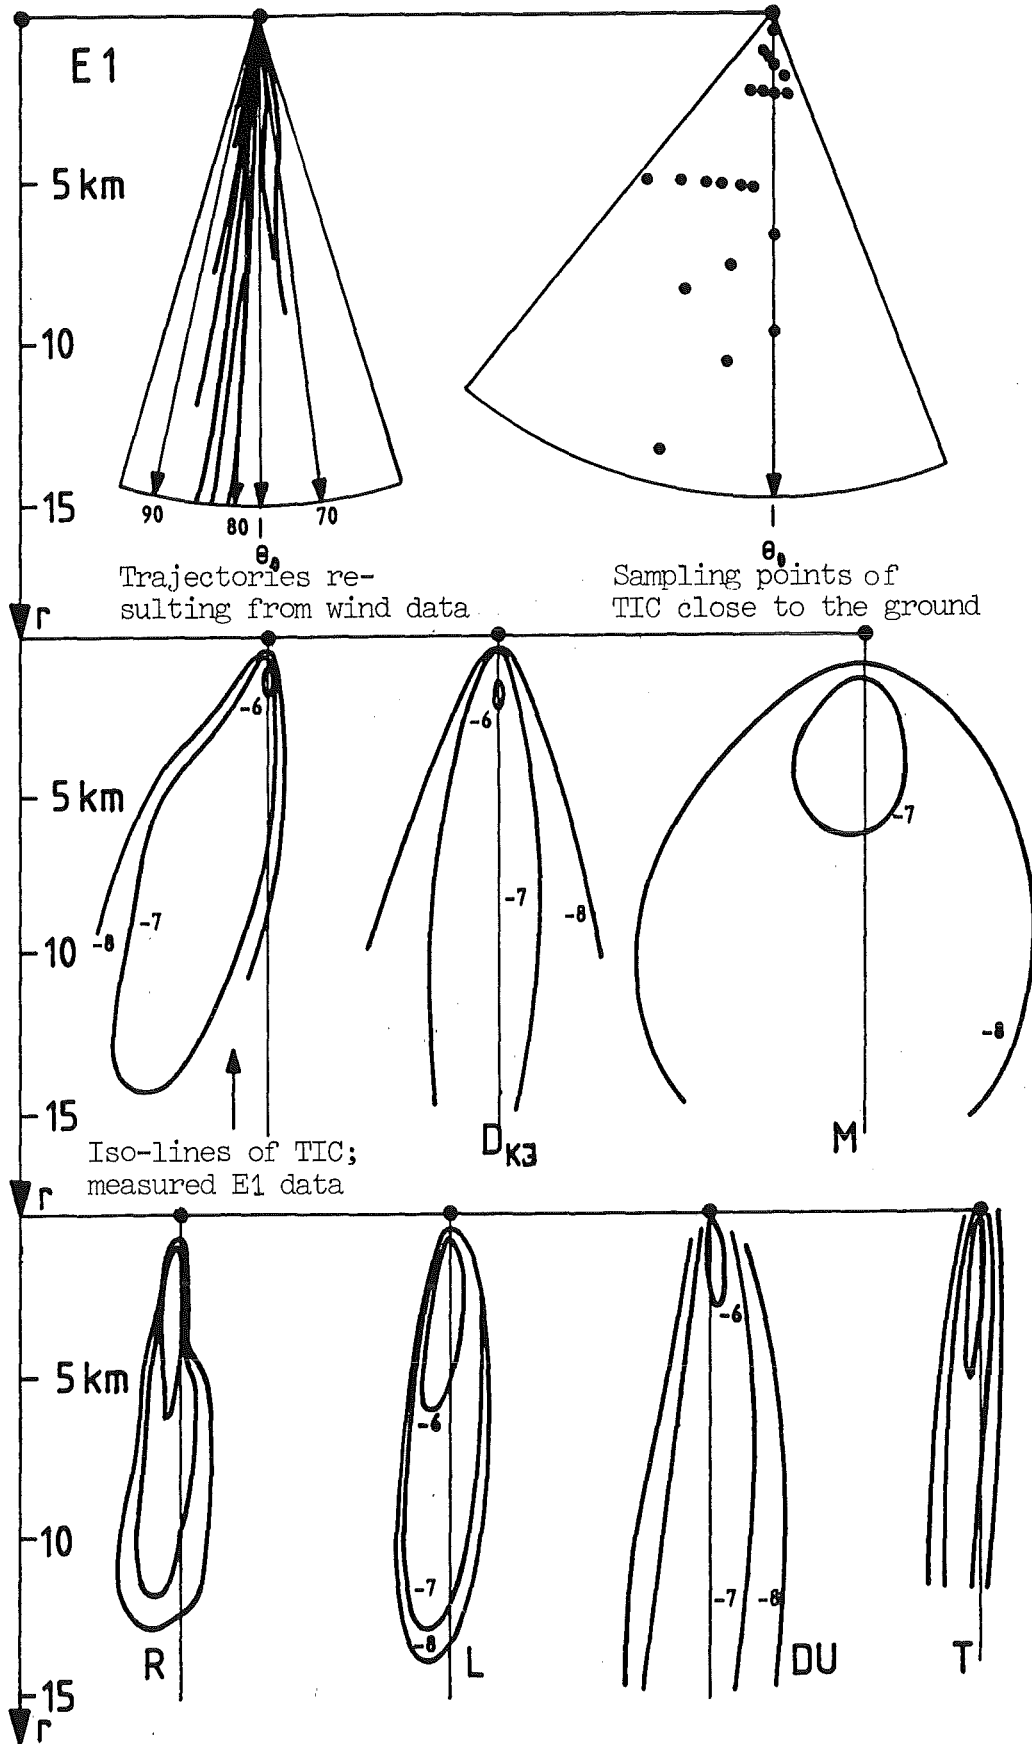 E1
5 km
10
15
r
90
80
70
θ₀
θ₀
Trajectories re-
sulting from wind data
Sampling points of
TIC close to the ground
5 km
10
15
r
-6
-7
-8
-6
-7
-8
-7
-8
D K3
M
Iso-lines of TIC;
measured E1 data
5 km
10
15
r
R
-6
-7
-8
L
-6
-7
-8
DU
T